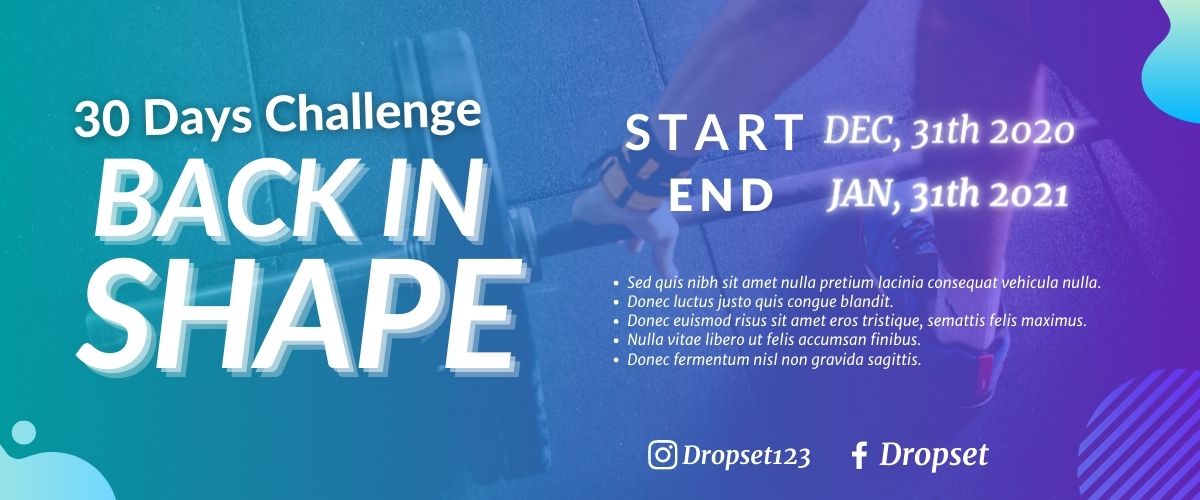 30 Days Challenge
BACK IN
SHAPE
START DEC, 31th 2020
END JAN, 31th 2021
• Sed quis nibh sit amet nulla pretium lacinia consequat vehicula nulla.
• Donec luctus justo quis congue blandit.
• Donec euismod risus sit amet eros tristique, semattis felis maximus.
• Nulla vitae libero ut felis accumsan finibus.
• Donec fermentum nisl non gravida sagittis.
Dropset123 Dropset